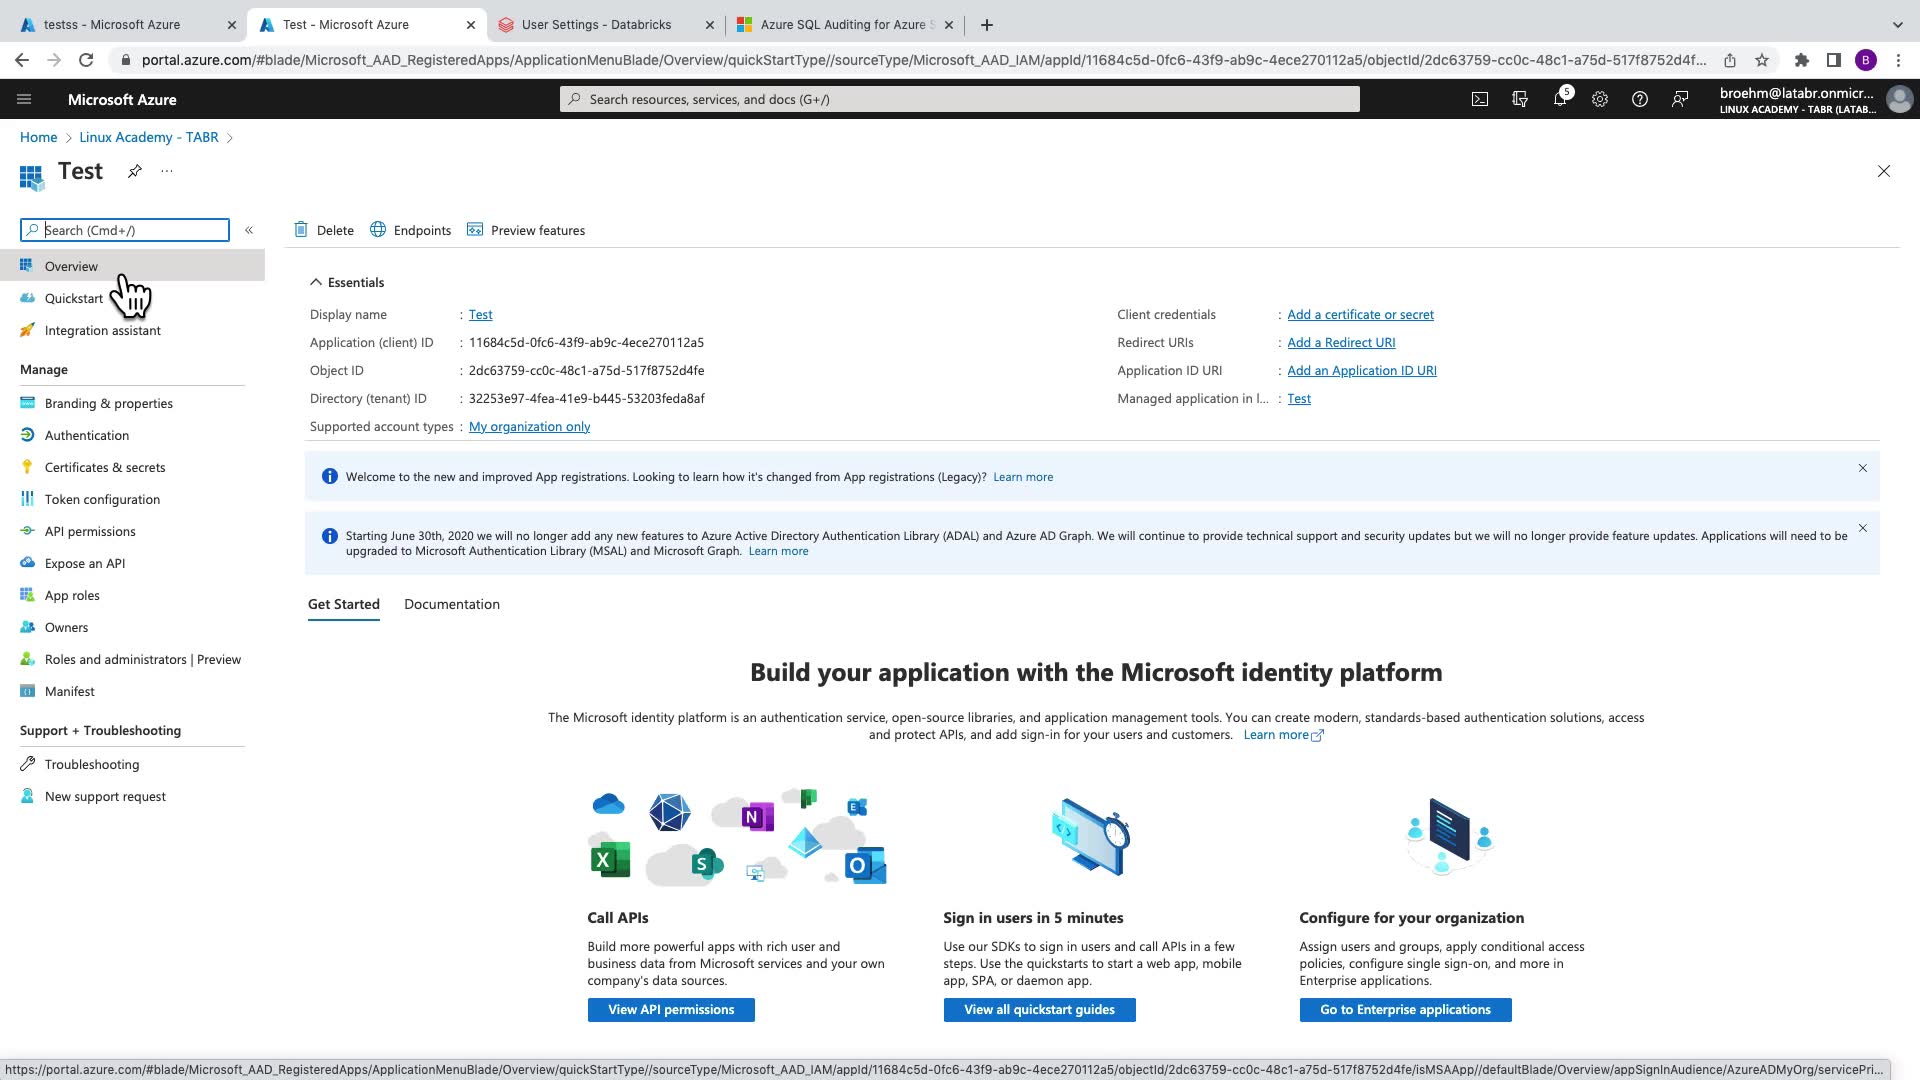 testss - Microsoft Azure
Test - Microsoft Azure
User Settings - Databricks
Azure SQL Auditing for Azure S
portal.azure.com/#blade/Microsoft_AAD_RegisteredApps/ApplicationMenuBlade/Overview/quickStartType//sourceType/Microsoft_AAD_IAM/appId/11684c5d-0fc6-43f9-ab9c-4ece270112a5/objectId/2dc63759-cc0c-48c1-a75d-517f8752d4f...
B
Microsoft Azure
Search resources, services, and docs (G+/)
5
broehm@latabr.onmicr...
LINUX ACADEMY - TABR (LATAB...
Home > Linux Academy - TABR >
Test
...
Search (Cmd+/)
«
Delete
Endpoints
Preview features
Overview
Quickstart
Integration assistant
Manage
Branding & properties
Authentication
Certificates & secrets
Token configuration
API permissions
Expose an API
App roles
Owners
Roles and administrators | Preview
Manifest
Support + Troubleshooting
Troubleshooting
New support request
Essentials
Display name : Test
Application (client) ID : 11684c5d-0fc6-43f9-ab9c-4ece270112a5
Object ID : 2dc63759-cc0c-48c1-a75d-517f8752d4fe
Directory (tenant) ID : 32253e97-4fea-41e9-b445-53203feda8af
Supported account types : My organization only
Client credentials : Add a certificate or secret
Redirect URIs : Add a Redirect URI
Application ID URI : Add an Application ID URI
Managed application in l... : Test
Welcome to the new and improved App registrations. Looking to learn how it's changed from App registrations (Legacy)? Learn more
Starting June 30th, 2020 we will no longer add any new features to Azure Active Directory Authentication Library (ADAL) and Azure AD Graph. We will continue to provide technical support and security updates but we will no longer provide feature updates. Applications will need to be
upgraded to Microsoft Authentication Library (MSAL) and Microsoft Graph. Learn more
Get Started
Documentation
Build your application with the Microsoft identity platform
The Microsoft identity platform is an authentication service, open-source libraries, and application management tools. You can create modern, standards-based authentication solutions, access
and protect APIs, and add sign-in for your users and customers. Learn more
N
E
X
S
O
Call APIs
Build more powerful apps with rich user and
business data from Microsoft services and your own
company's data sources.
View API permissions
Sign in users in 5 minutes
Use our SDKs to sign in users and call APIs in a few
steps. Use the quickstarts to start a web app, mobile
app, SPA, or daemon app.
View all quickstart guides
Configure for your organization
Assign users and groups, apply conditional access
policies, configure single sign-on, and more in
Enterprise applications.
Go to Enterprise applications
https://portal.azure.com/#blade/Microsoft_AAD_RegisteredApps/ApplicationMenuBlade/Overview/quickStartType//sourceType/Microsoft_AAD_IAM/appId/11684c5d-0fc6-43f9-ab9c-4ece270112a5/objectId/2dc63759-cc0c-48c1-a75d-517f8752d4fe/isMSAApp//defaultBlade/Overview/appSignInAudience/AzureADMyOrg/servicePri...